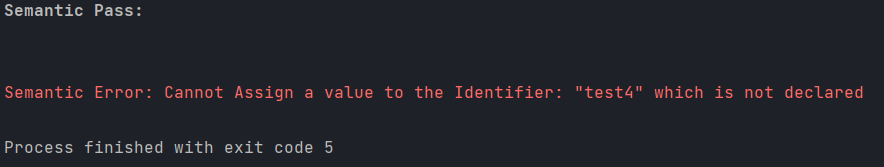 Semantic Pass:
Semantic Error: Cannot Assign a value to the Identifier: "test4" which is not declared
Process finished with exit code 5